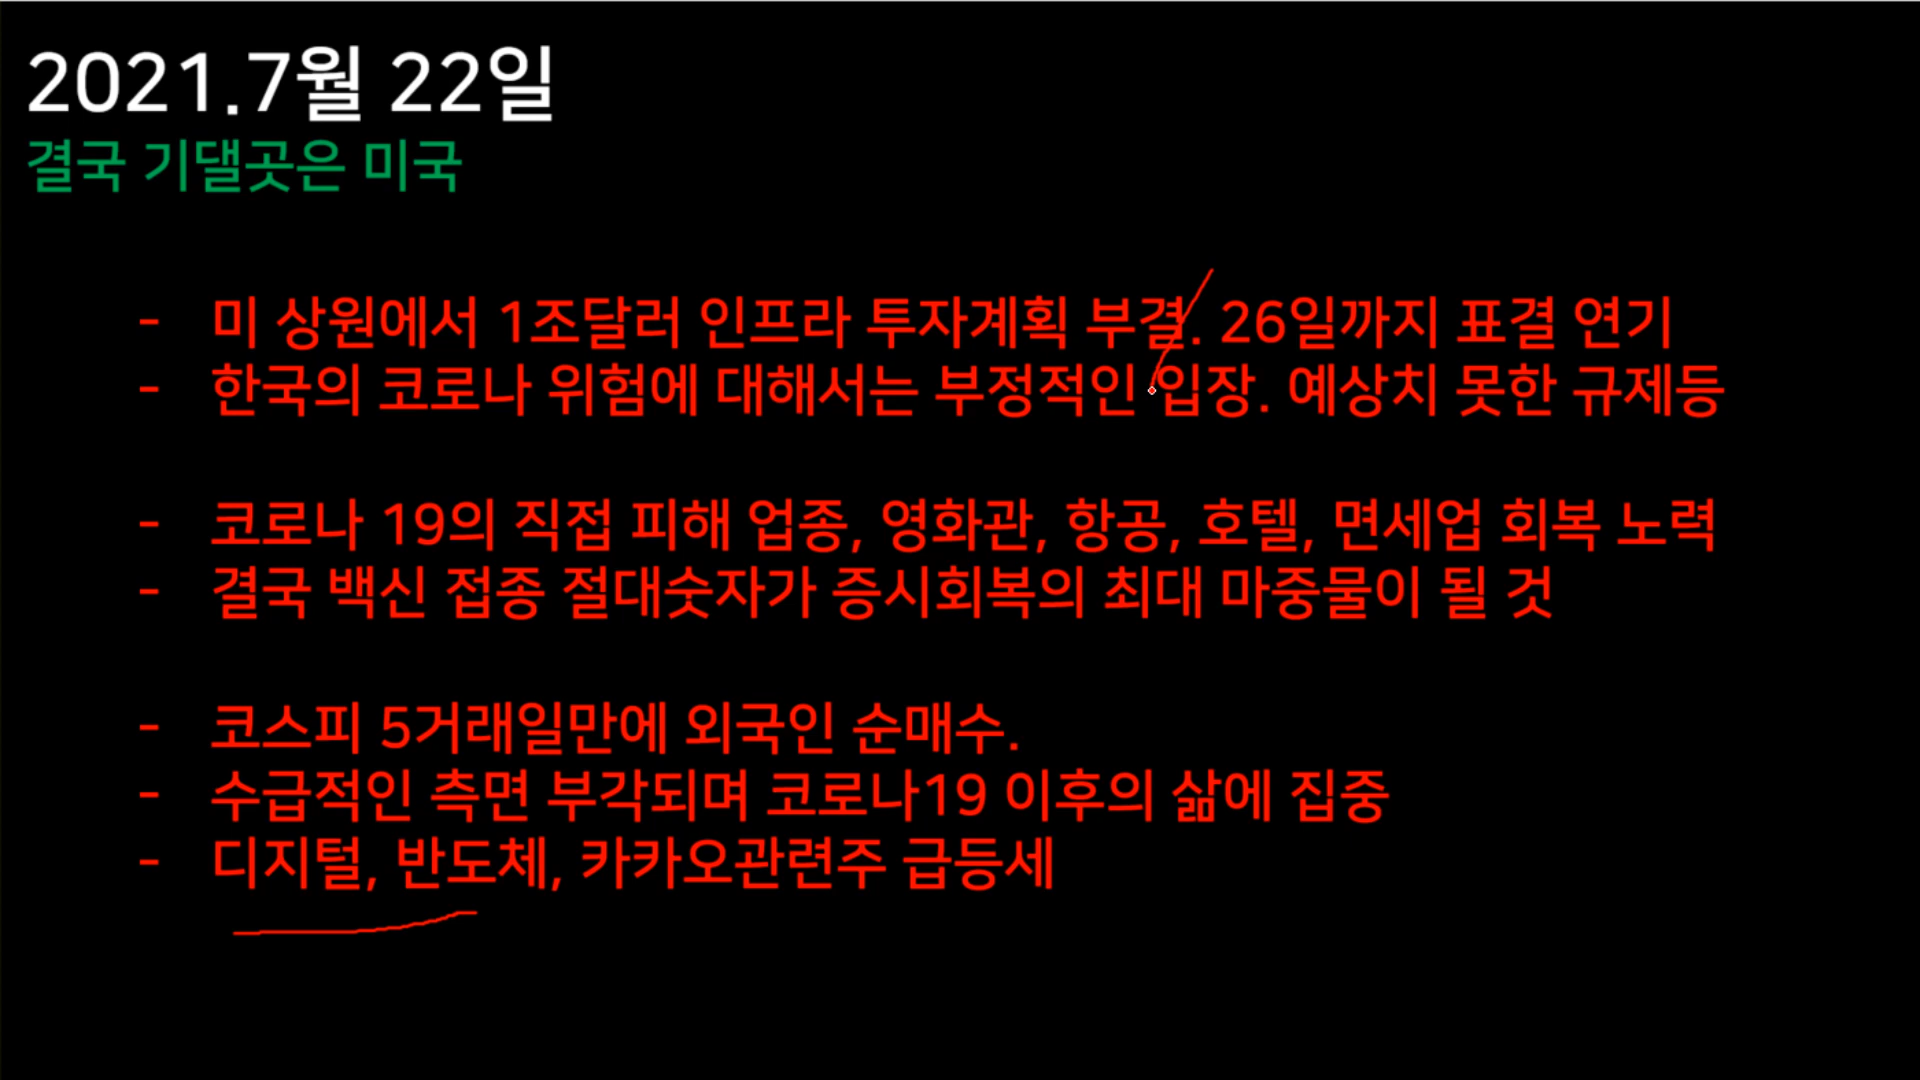 2021.7월 22일
결국 기댈곳은 미국
- 미 상원에서 1조달러 인프라 투자계획 부결. 26일까지 표결 연기
- 한국의 코로나 위험에 대해서는 부정적인 입장. 예상치 못한 규제등
- 코로나 19의 직접 피해 업종, 영화관, 항공, 호텔, 면세업 회복 노력
- 결국 백신 접종 절대숫자가 증시회복의 최대 마중물이 될 것
- 코스피 5거래일만에 외국인 순매수.
- 수급적인 측면 부각되며 코로나19 이후의 삶에 집중
- 디지털, 반도체, 카카오관련주 급등세